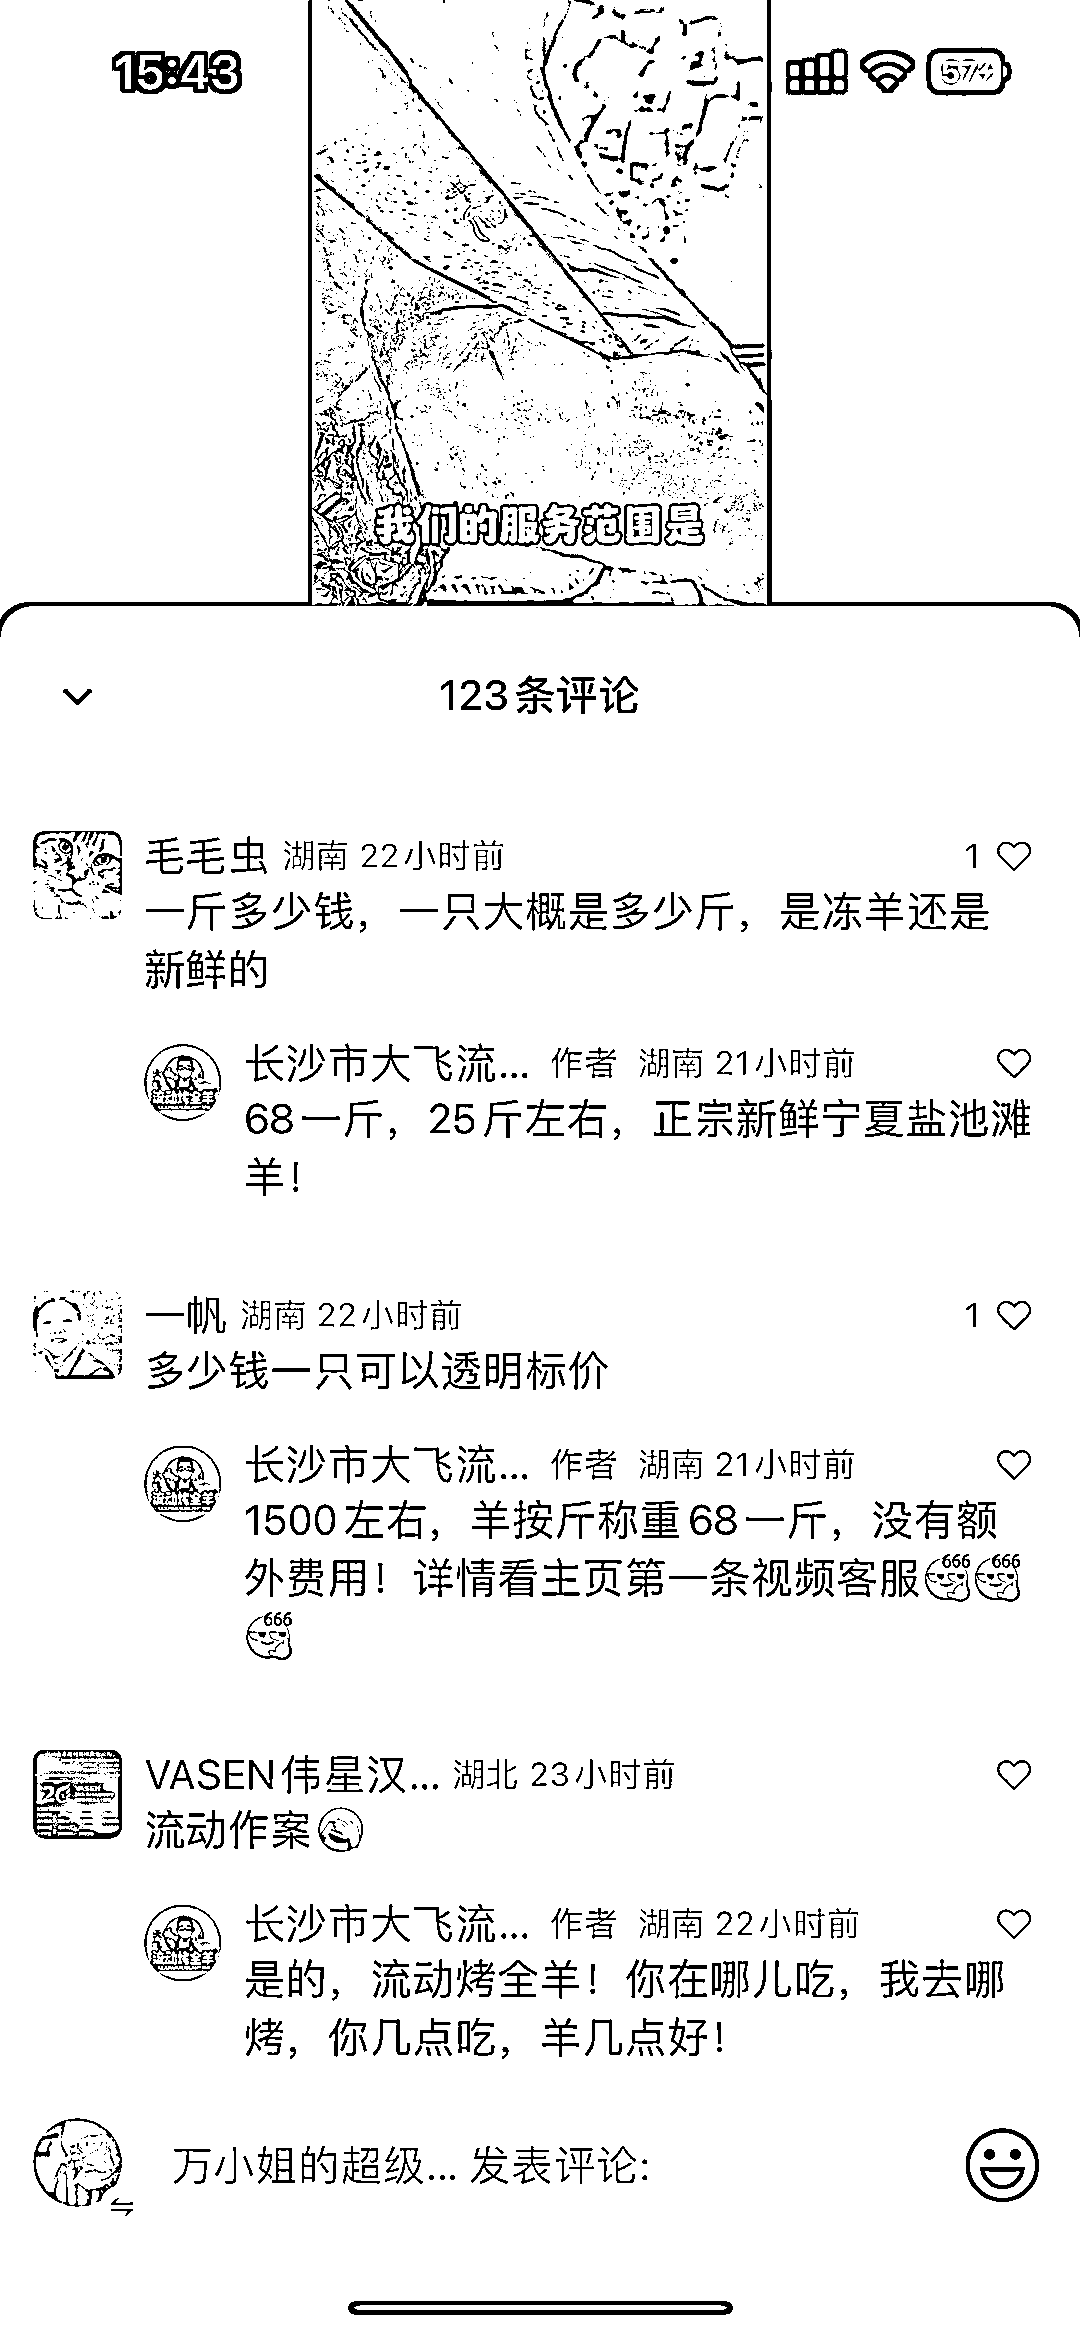 15:43
我们的服务范围是
123条评论
毛毛虫 湖南 22小时前 1
一斤多少钱，一只大概是多少斤，是冻羊还是
新鲜的
长沙市大飞流... 作者 湖南 21小时前
68一斤，25斤左右，正宗新鲜宁夏盐池滩
羊！
一帆 湖南 22小时前 1
多少钱一只可以透明标价
长沙市大飞流... 作者 湖南 21小时前
1500左右，羊按斤称重68一斤，没有额
外费用！详情看主页第一条视频客服
VASEN伟星汉... 湖北 23小时前
流动作案
长沙市大飞流... 作者 湖南 22小时前
是的，流动烤全羊！你在哪儿吃，我去哪
烤，你几点吃，羊几点好！
万小姐的超级... 发表评论: